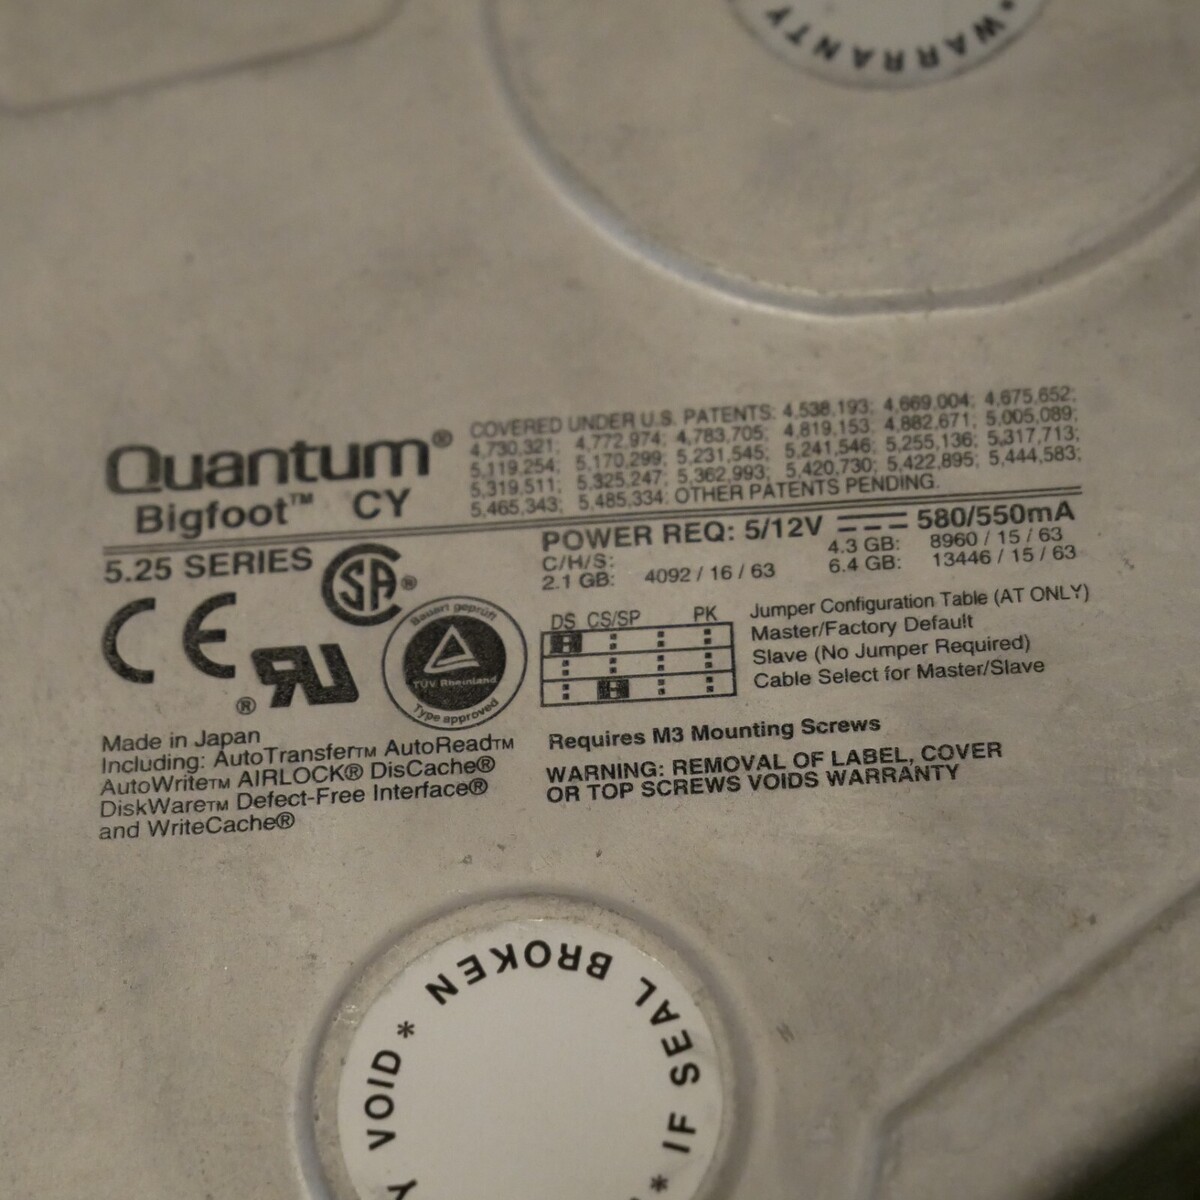 * WARRANTY
Quantum®
Bigfoot™ CY
COVERED UNDER U.S. PATENTS: 4,538,193; 4,669,004; 4,675,652;
4,730,321; 4,772,974; 4,783,705; 4,819,153; 4,882,671; 5,005,089;
5,119,254; 5,170,299; 5,231,545; 5,241,546; 5,255,136; 5,317,713;
5,319,511; 5,325,247; 5,362,993; 5,420,730; 5,422,895; 5,444,583;
5,465,343; 5,485,334; OTHER PATENTS PENDING.
5.25 SERIES
SA®
CE
RU®
Bauart geprüft
TÜV Rheinland
Type approved
POWER REQ: 5/12V 580/550mA
C/H/S:
2.1 GB: 4092 / 16 / 63
4.3 GB: 8960 / 15 / 63
6.4 GB: 13446 / 15 / 63
DS CS/SP PK
Jumper Configuration Table (AT ONLY)
Master/Factory Default
Slave (No Jumper Required)
Cable Select for Master/Slave
Made in Japan
Including: AutoTransfer™ AutoRead™
AutoWrite™ AIRLOCK® DisCache®
DiskWare™ Defect-Free Interface®
and WriteCache®
Requires M3 Mounting Screws
WARNING: REMOVAL OF LABEL, COVER
OR TOP SCREWS VOIDS WARRANTY
Y VOID * * IF SEAL BROKEN